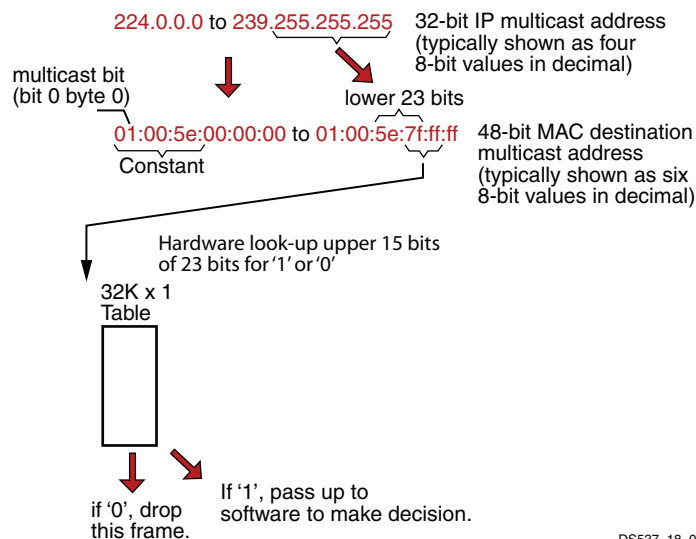 224.0.0.0 to 239.255.255.255
32-bit IP multicast address
(typically shown as four
8-bit values in decimal)
multicast bit
(bit 0 byte 0)
lower 23 bits
01:00:5e:00:00:00 to 01:00:5e:7f:ff:ff
48-bit MAC destination
multicast address
(typically shown as six
8-bit values in decimal)
Constant
Hardware look-up upper 15 bits
of 23 bits for ‘1’ or ‘0’
32K x 1
Table
if ‘0’, drop
this frame.
If ‘1’, pass up to
software to make decision.